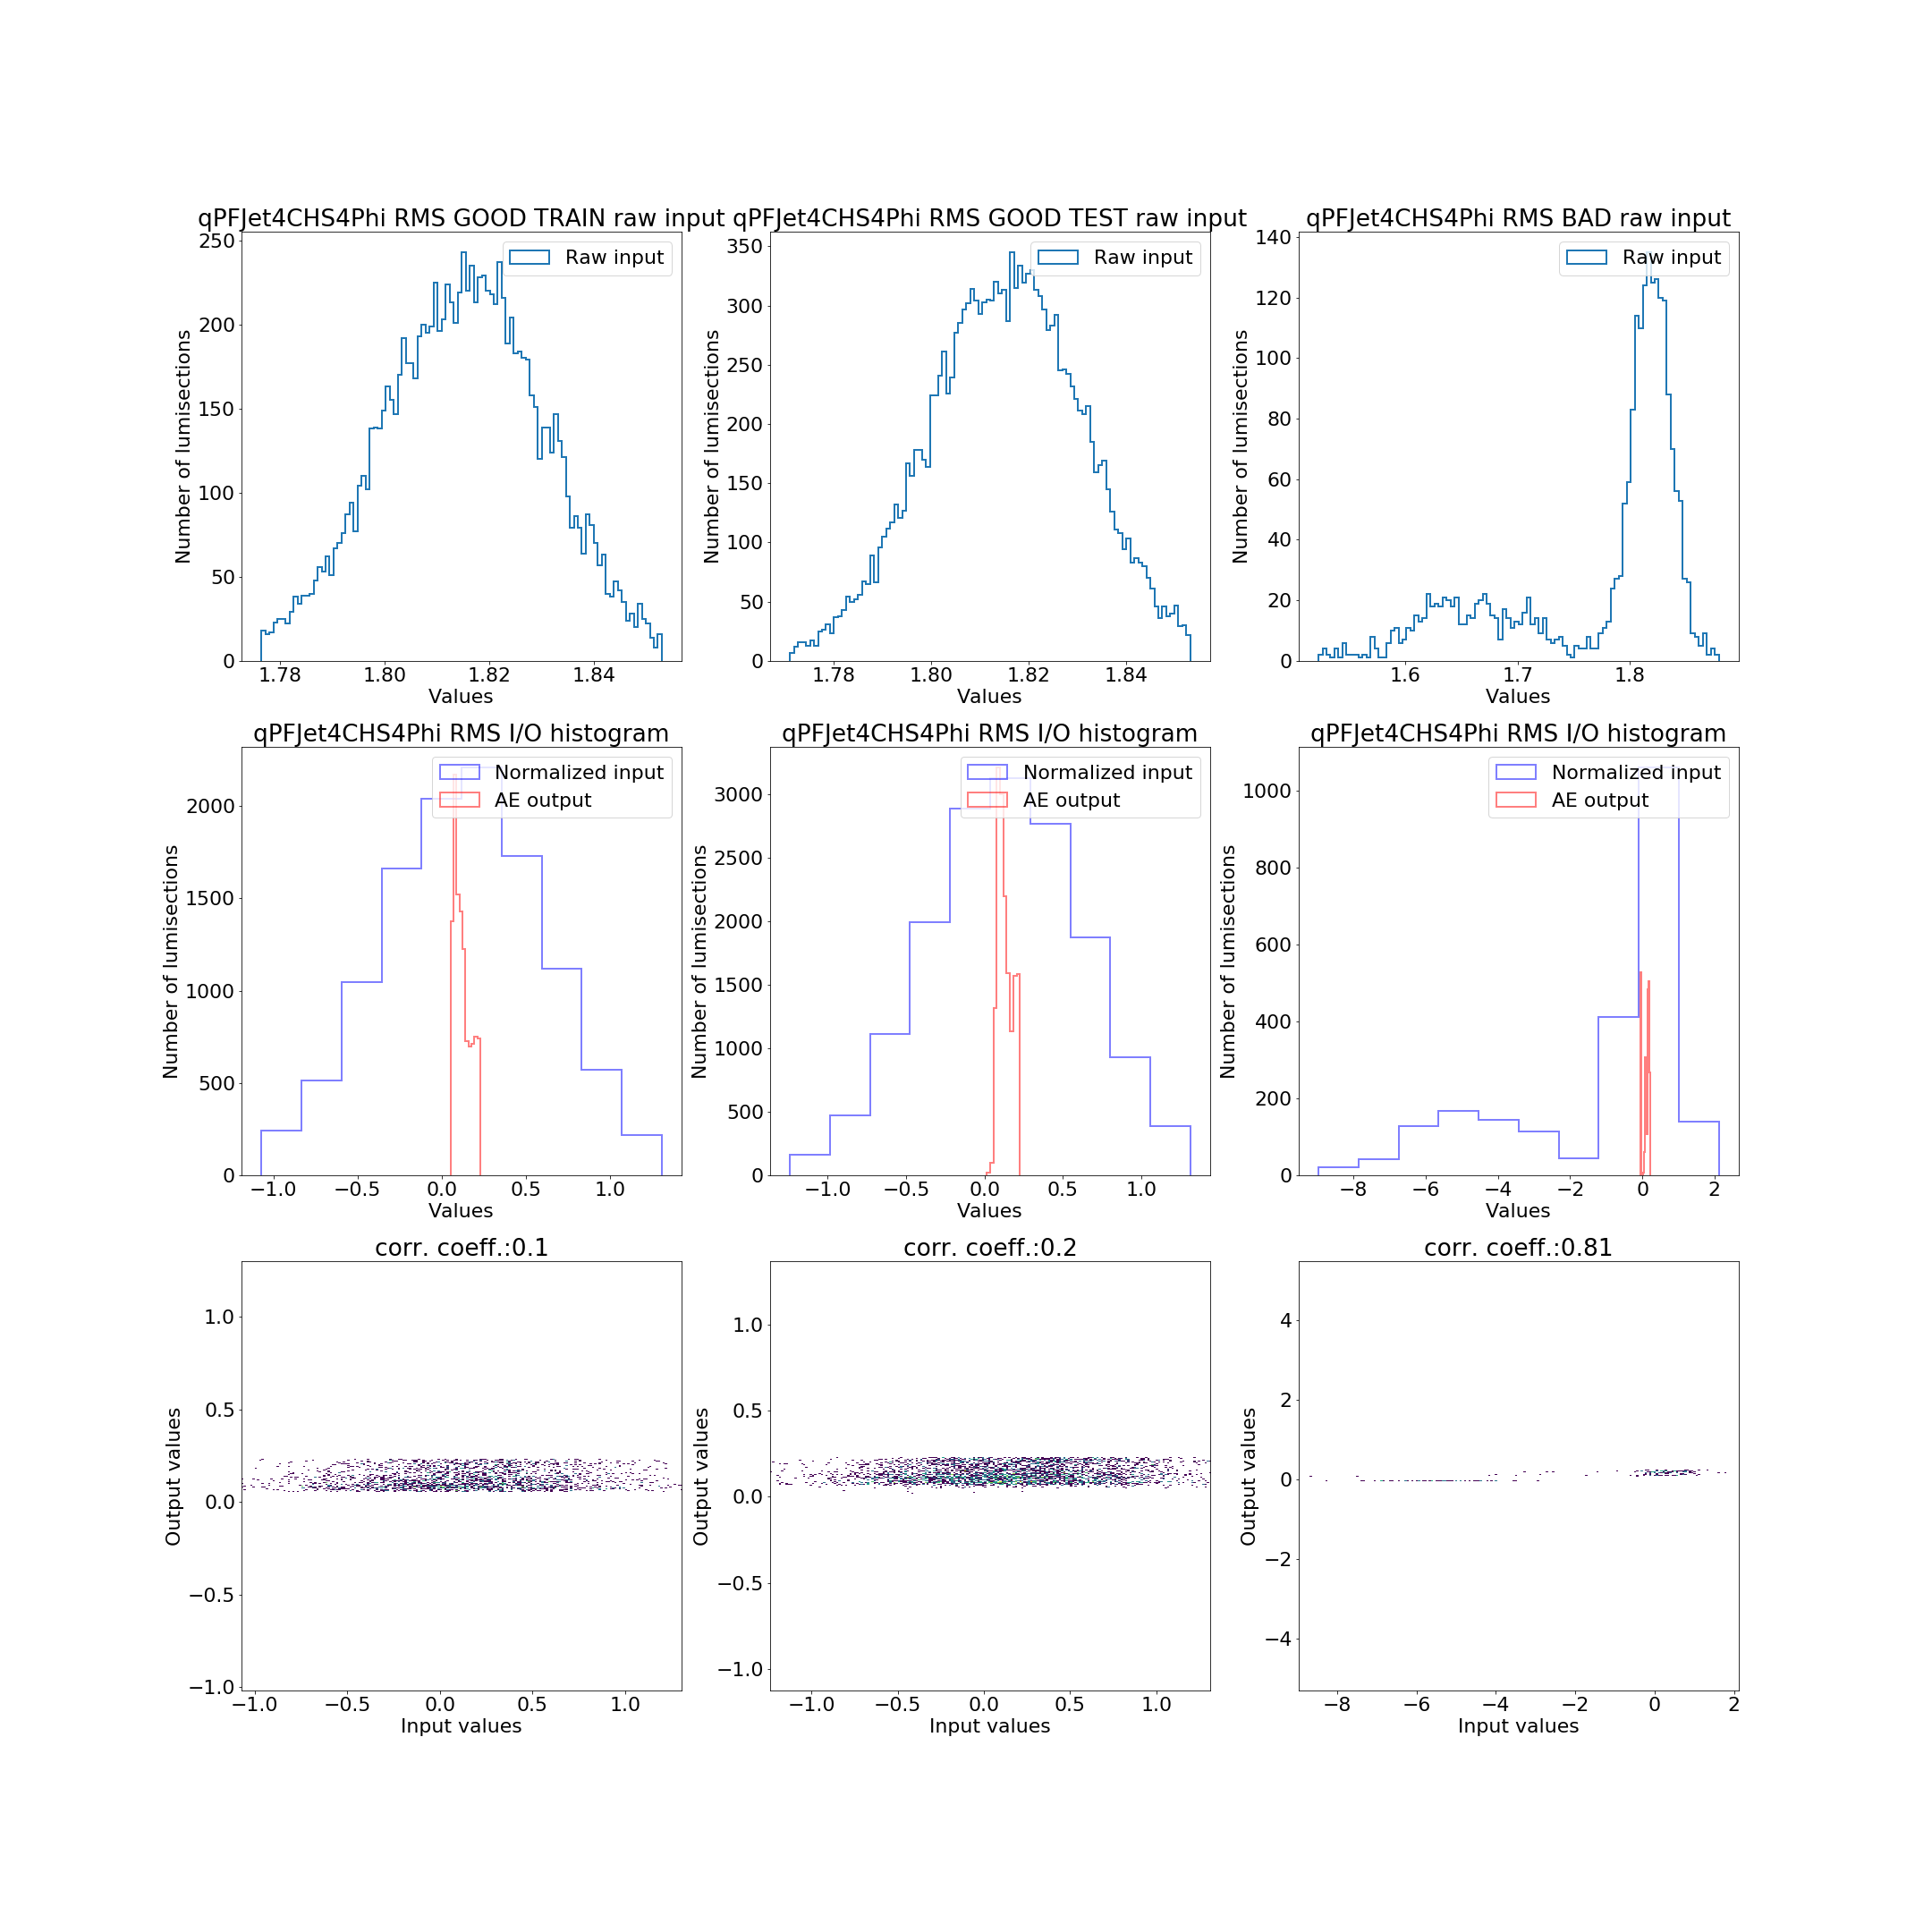 qPFJet4CHS4Phi RMS GOOD TRAIN raw input
Raw input
250
200
150
100
50
0
1.78 1.80 1.82 1.84
Number of lumisections
Values
qPFJet4CHS4Phi RMS GOOD TEST raw input
Raw input
350
300
250
200
150
100
50
0
1.78 1.80 1.82 1.84
Number of lumisections
Values
qPFJet4CHS4Phi RMS BAD raw input
Raw input
140
120
100
80
60
40
20
0
1.6 1.7 1.8
Number of lumisections
Values
qPFJet4CHS4Phi RMS I/O histogram
Normalized input
AE output
2000
1500
1000
500
0
−1.0 −0.5 0.0 0.5 1.0
Number of lumisections
Values
qPFJet4CHS4Phi RMS I/O histogram
Normalized input
AE output
3000
2500
2000
1500
1000
500
0
−1.0 −0.5 0.0 0.5 1.0
Number of lumisections
Values
qPFJet4CHS4Phi RMS I/O histogram
Normalized input
AE output
1000
800
600
400
200
0
−8 −6 −4 −2 0 2
Number of lumisections
Values
corr. coeff.:0.1
1.0
0.5
0.0
−0.5
−1.0
−1.0 −0.5 0.0 0.5 1.0
Output values
Input values
corr. coeff.:0.2
1.0
0.5
0.0
−0.5
−1.0
−1.0 −0.5 0.0 0.5 1.0
Output values
Input values
corr. coeff.:0.81
4
2
0
−2
−4
−8 −6 −4 −2 0 2
Output values
Input values